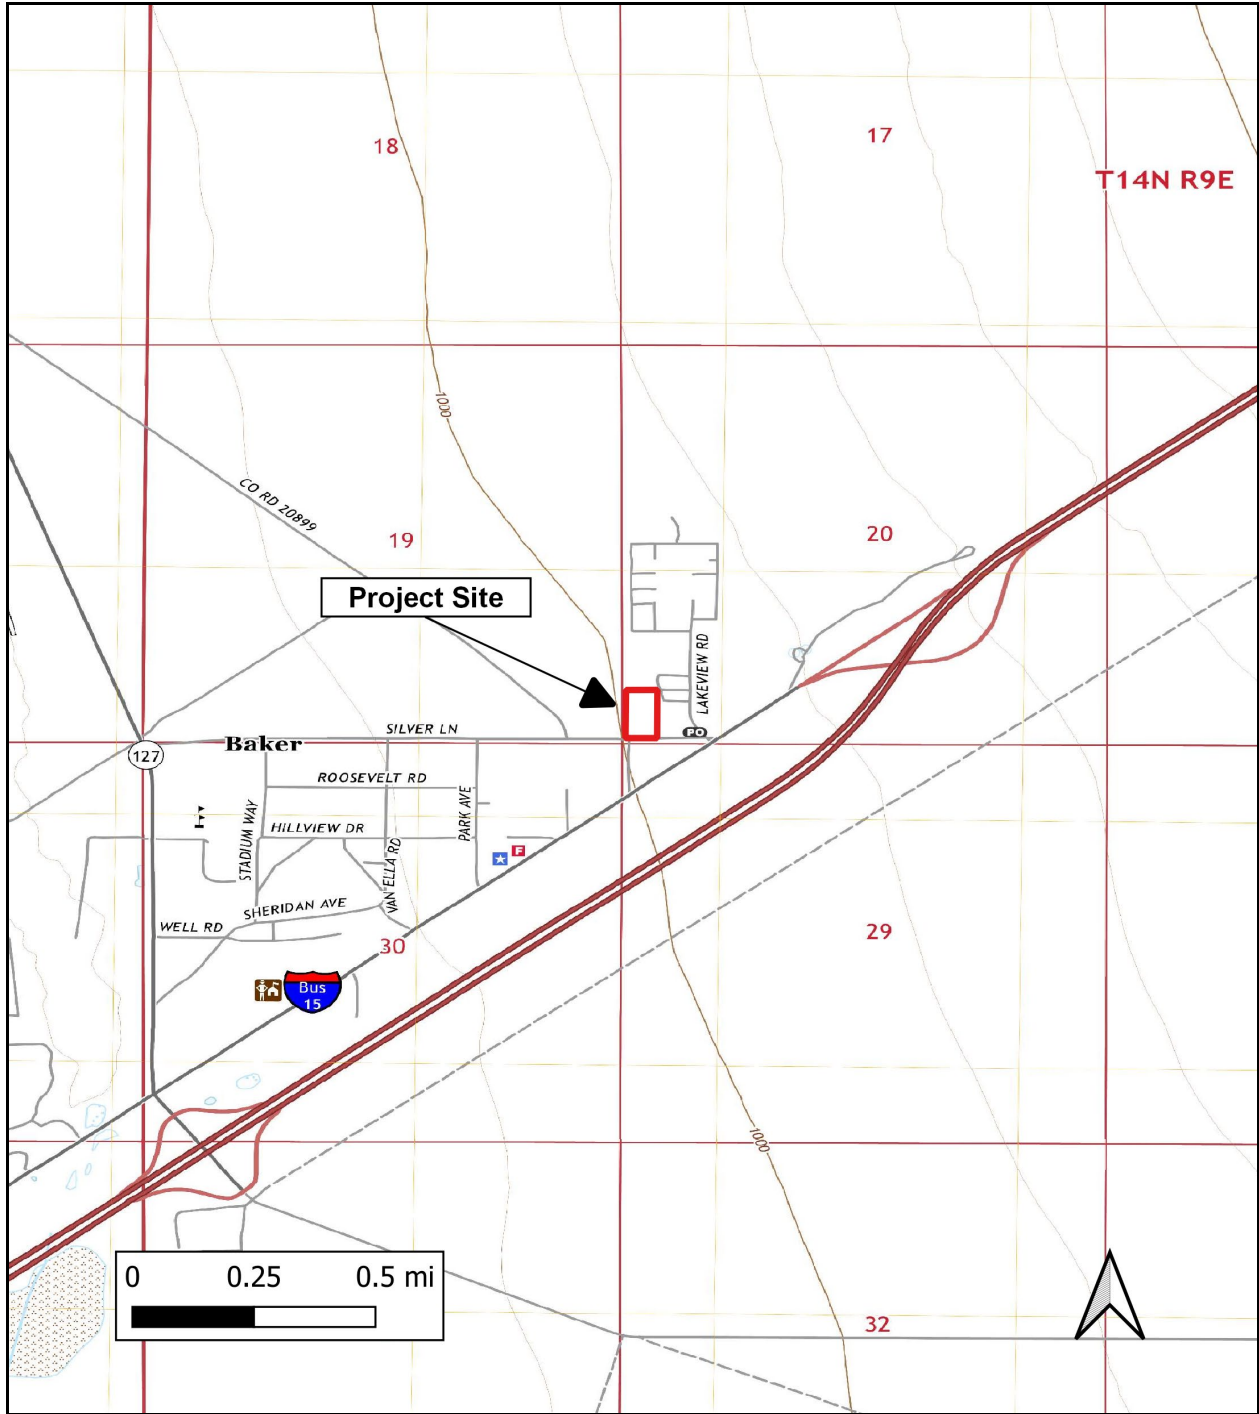 18
17
T14N R9E
1000
CO RD 20899
19
20
Project Site
LAKEVIEW RD
SILVER LN
PO
Baker
127
ROOSEVELT RD
PARK AVE
STADIUM WAY
HILLVIEW DR
F
VAN ELLA RD
SHERIDAN AVE
WELL RD
30
29
Bus
15
1000
0 0.25 0.5 mi
32